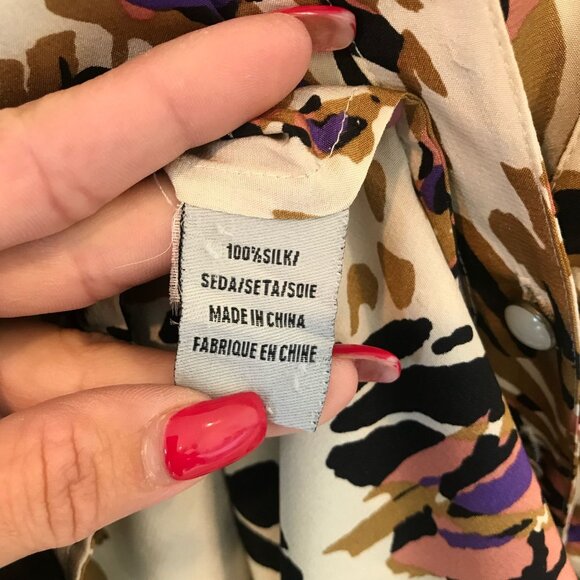 100%SILK/
SEDA/SETA/SOIE
MADE IN CHINA
FABRIQUE EN CHINE